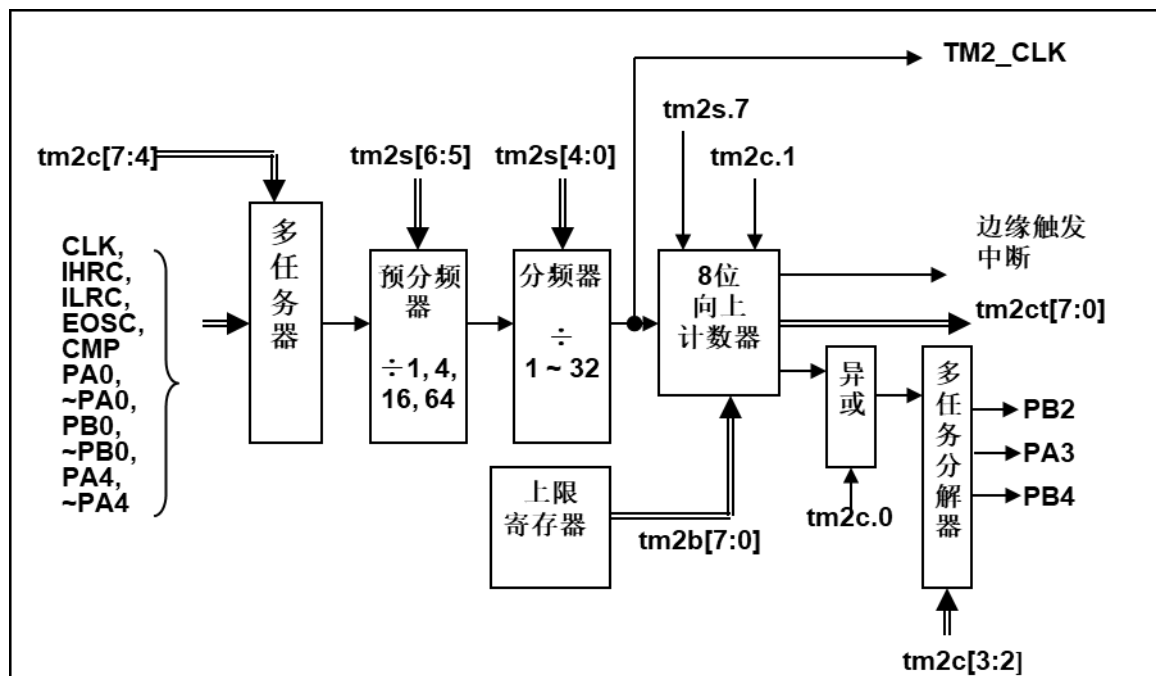 TM2_CLK
tm2s.7
tm2c[7:4]
tm2s[6:5]
tm2s[4:0]
tm2c.1
多
任
务
器
CLK,
IHRC,
ILRC,
EOSC,
CMP
PA0,
~PA0,
PB0,
~PB0,
PA4,
~PA4
预分频
器
÷1, 4,
16, 64
分频器
÷
1 ~ 32
8位
向上
计数器
边缘触发
中断
tm2ct[7:0]
异
或
多
任
务
分
解
器
PB2
PA3
PB4
上限
寄存器
tm2b[7:0]
tm2c.0
tm2c[3:2]